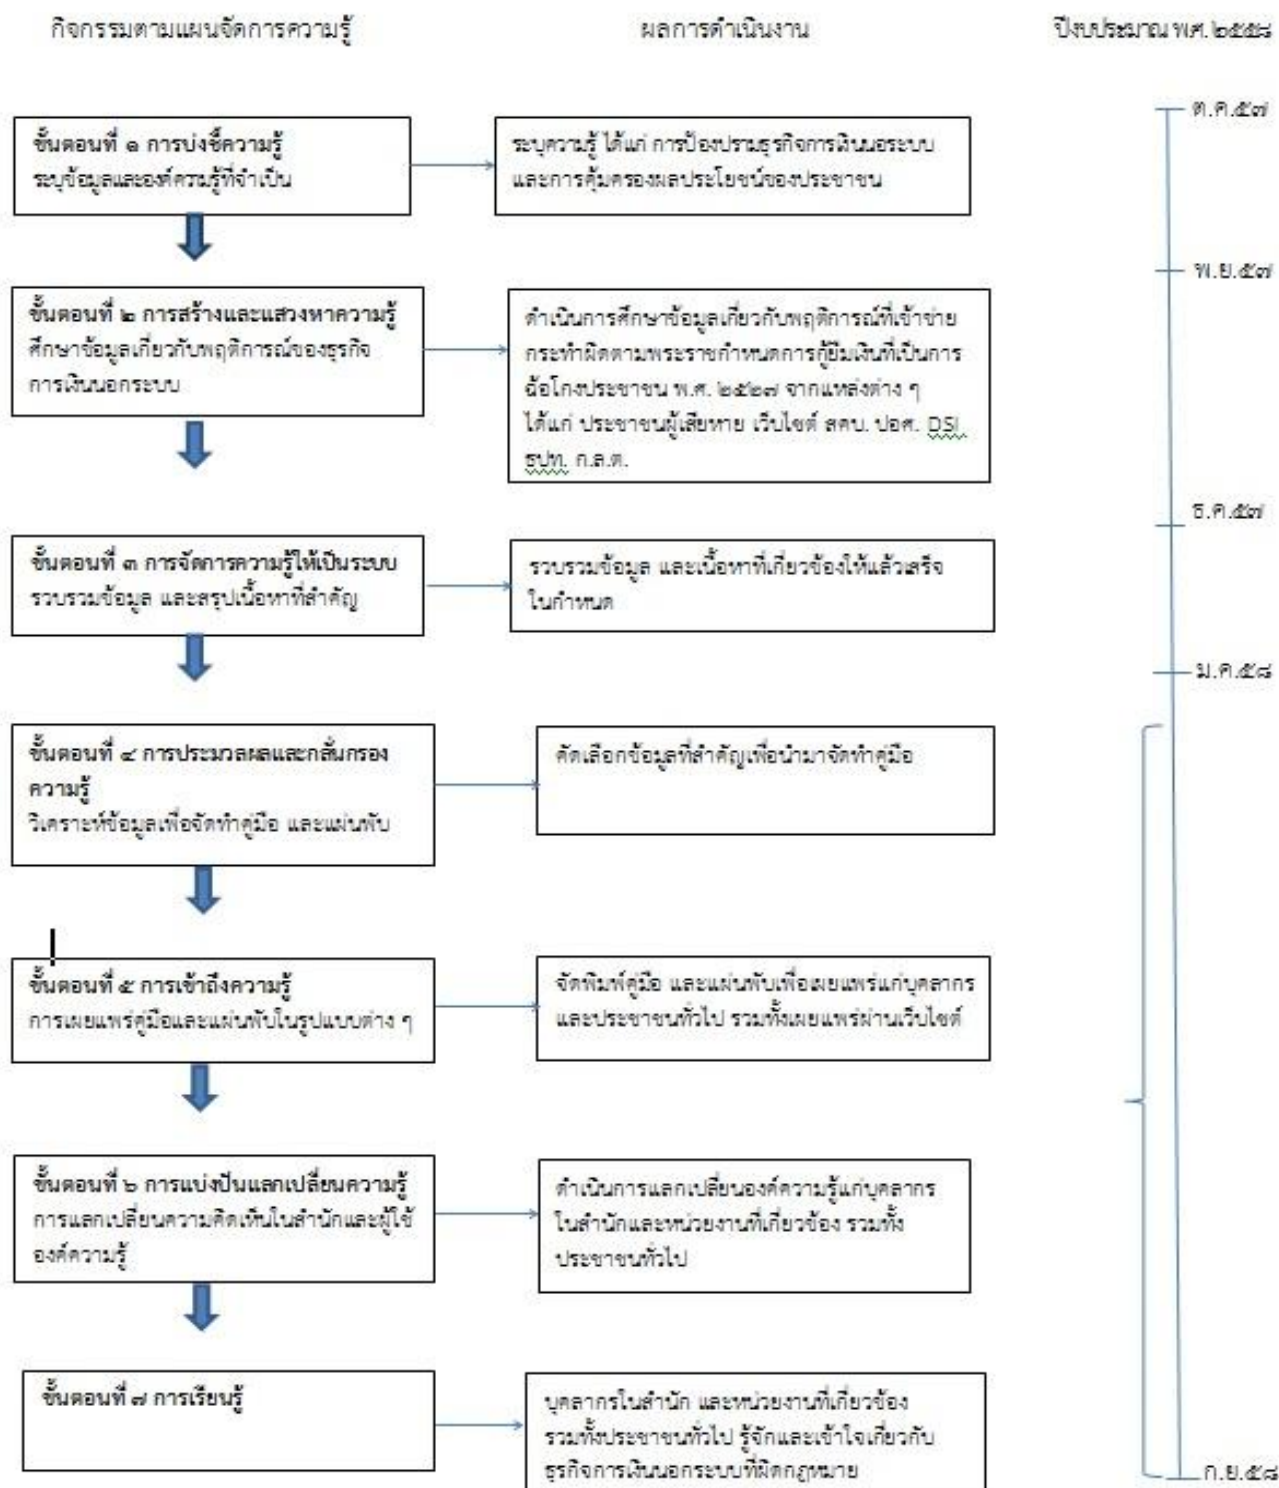 กิจกรรมตามแผนจัดการความรู้
ผลการดำเนินงาน
ปีงบประมาณ พศ. ๒๕๕๘
ขั้นตอนที่ ๑ การบ่งชี้ความรู้
ระบุข้อมูลและองค์ความรู้ที่จำเป็น
ระบุความรู้ ได้แก่ การป้องปรามธุรกิจการเงินนอระบบ
และการคุ้มครองผลประโยชน์ของประชาชน
ต.ค.๕๗
พ.ย.๕๗
ขั้นตอนที่ ๒ การสร้างและแสวงหาความรู้
ศึกษาข้อมูลเกี่ยวกับพฤติการณ์ของธุรกิจ
การเงินนอกระบบ
ดำเนินการศึกษาข้อมูลเกี่ยวกับพฤติการณ์ที่เข้าข่าย
กระทำผิดตามพระราชกำหนดการกู้ยืมเงินที่เป็นการ
ฉ้อโกงประชาชน พ.ศ. ๒๕๒๗ จากแหล่งต่าง ๆ
ได้แก่ ประชาชนผู้เสียหาย เว็บไซต์ สคบ. ปอศ. DSI
ธปท. ก.ล.ต.
ธ.ค.๕๗
ขั้นตอนที่ ๓ การจัดการความรู้ให้เป็นระบบ
รวบรวมข้อมูล และสรุปเนื้อหาที่สำคัญ
รวบรวมข้อมูล และเนื้อหาที่เกี่ยวข้องให้แล้วเสร็จ
ในกำหนด
ม.ค.๕๘
ขั้นตอนที่ ๔ การประมวลผลและกลั่นกรอง
ความรู้
วิเคราะห์ข้อมูลเพื่อจัดทำคู่มือ และแผ่นพับ
คัดเลือกข้อมูลที่สำคัญเพื่อนำมาจัดทำคู่มือ
ขั้นตอนที่ ๕ การเข้าถึงความรู้
การเผยแพร่คู่มือและแผ่นพับในรูปแบบต่าง ๆ
จัดพิมพ์คู่มือ และแผ่นพับเพื่อเผยแพร่แก่บุคลากร
และประชาชนทั่วไป รวมทั้งเผยแพร่ผ่านเว็บไซต์
ขั้นตอนที่ ๖ การแบ่งปันแลกเปลี่ยนความรู้
การแลกเปลี่ยนความคิดเห็นในสำนักและผู้ใช้
องค์ความรู้
ดำเนินการแลกเปลี่ยนองค์ความรู้แก่บุคลากร
ในสำนักและหน่วยงานที่เกี่ยวข้อง รวมทั้ง
ประชาชนทั่วไป
ขั้นตอนที่ ๗ การเรียนรู้
บุคลากรในสำนัก และหน่วยงานที่เกี่ยวข้อง
รวมทั้งประชาชนทั่วไป รู้จักและเข้าใจเกี่ยวกับ
ธุรกิจการเงินนอกระบบที่ผิดกฎหมาย
ก.ย.๕๘